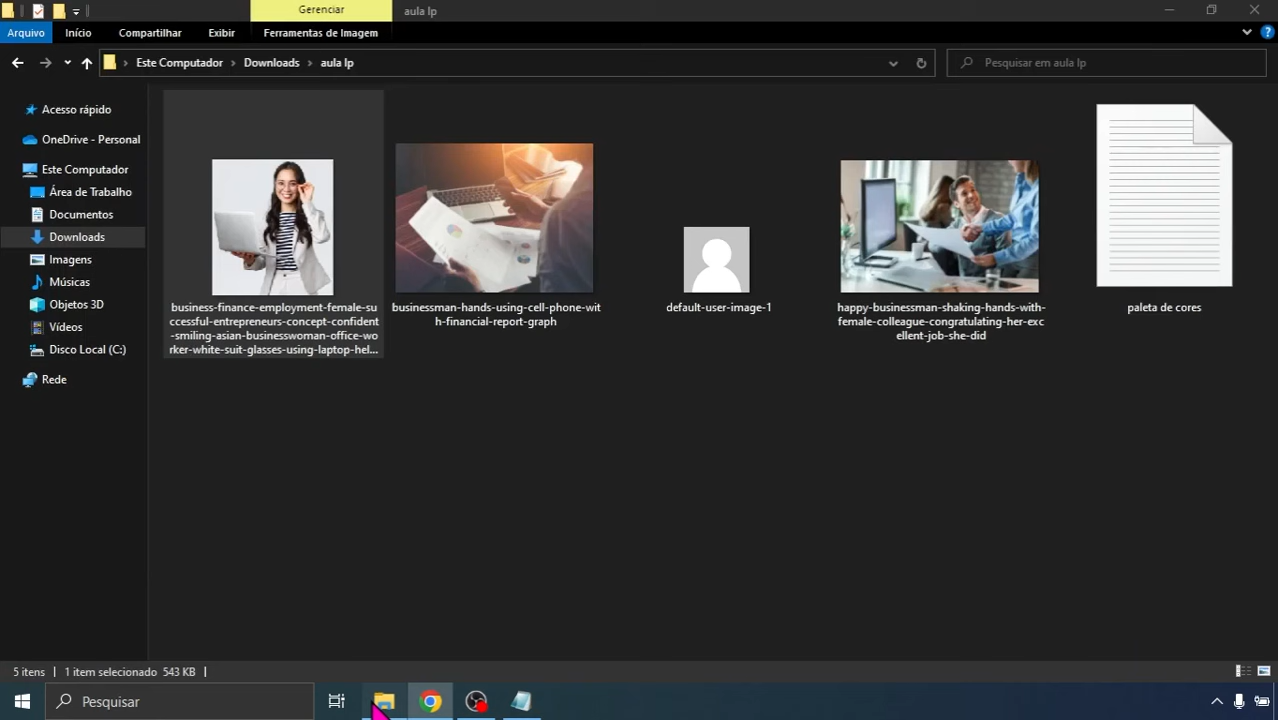 Gerenciar
aula lp
Arquivo
Início
Compartilhar
Exibir
Ferramentas de Imagem
Este Computador
Downloads
aula lp
Pesquisar em aula lp
Acesso rápido
OneDrive - Personal
Este Computador
Área de Trabalho
Documentos
Downloads
Imagens
Músicas
Objetos 3D
Vídeos
Disco Local (C:)
Rede
business-finance-employment-female-su
ccessful-entrepreneurs-concept-confident
-smiling-asian-businesswoman-office-wo
rker-white-suit-glasses-using-laptop-hel...
businessman-hands-using-cell-phone-wit
h-financial-report-graph
default-user-image-1
happy-businessman-shaking-hands-with-
female-colleague-congratulating-her-exc
ellent-job-she-did
paleta de cores
5 itens
1 item selecionado 543 KB
Pesquisar